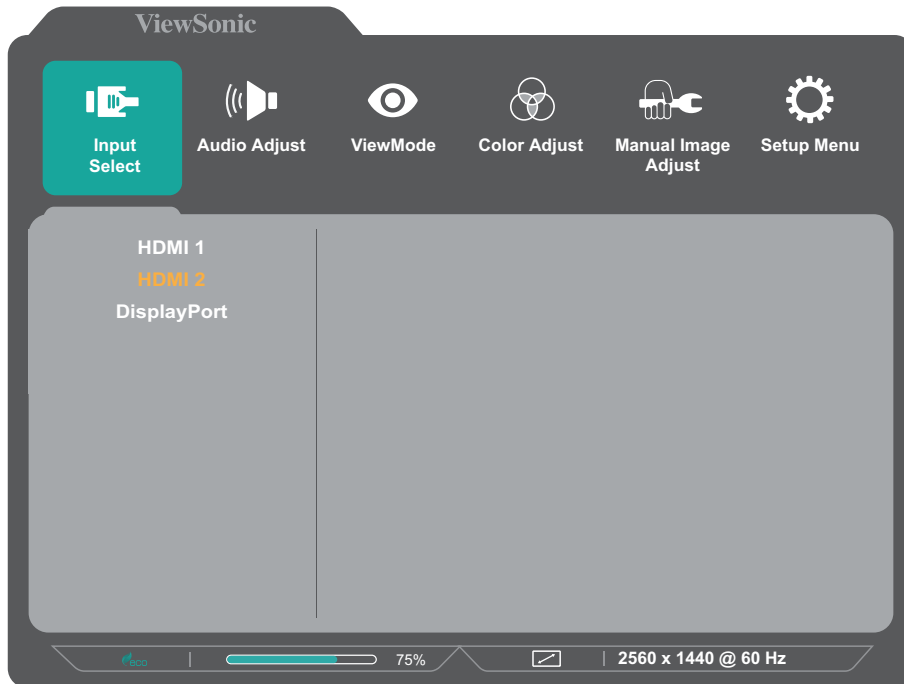 ViewSonic
Input Select
Audio Adjust
ViewMode
Color Adjust
Manual Image Adjust
Setup Menu
HDMI 1
HDMI 2
DisplayPort
eco
75%
2560 x 1440 @ 60 Hz